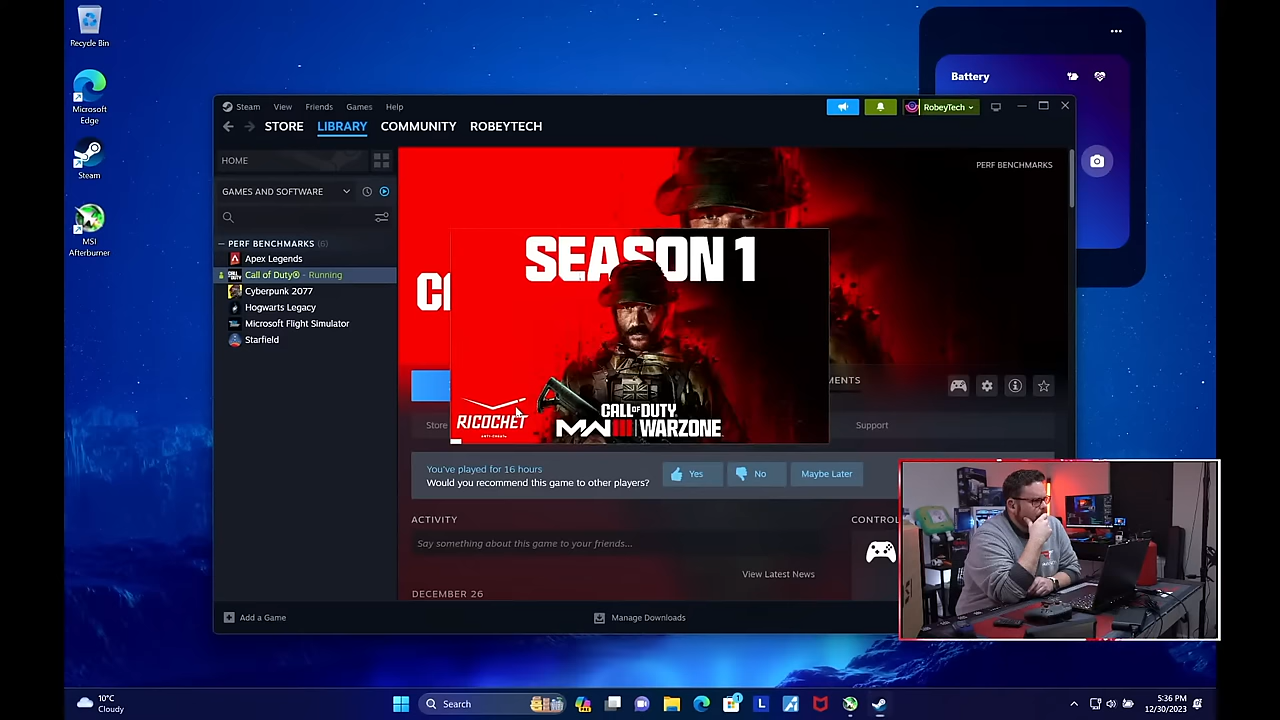 Recycle Bin
Microsoft
Edge
Steam
MSI
Afterburner
Battery
Steam View Friends Games Help
RobeyTech
STORE LIBRARY COMMUNITY ROBEYTECH
HOME
GAMES AND SOFTWARE
PERF BENCHMARKS (6)
Apex Legends
Call of Duty® - Running
Cyberpunk 2077
Hogwarts Legacy
Microsoft Flight Simulator
Starfield
PERF BENCHMARKS
SEASON 1
RICOCHET
ANTI-CHEAT
CALL OF DUTY
MWIII WARZONE
MENTS
Store
Support
You've played for 16 hours
Would you recommend this game to other players?
Yes
No
Maybe Later
ACTIVITY
CONTROL
Say something about this game to your friends...
View Latest News
DECEMBER 26
Add a Game
Manage Downloads
10°C
Cloudy
Search
5:36 PM
12/30/2023